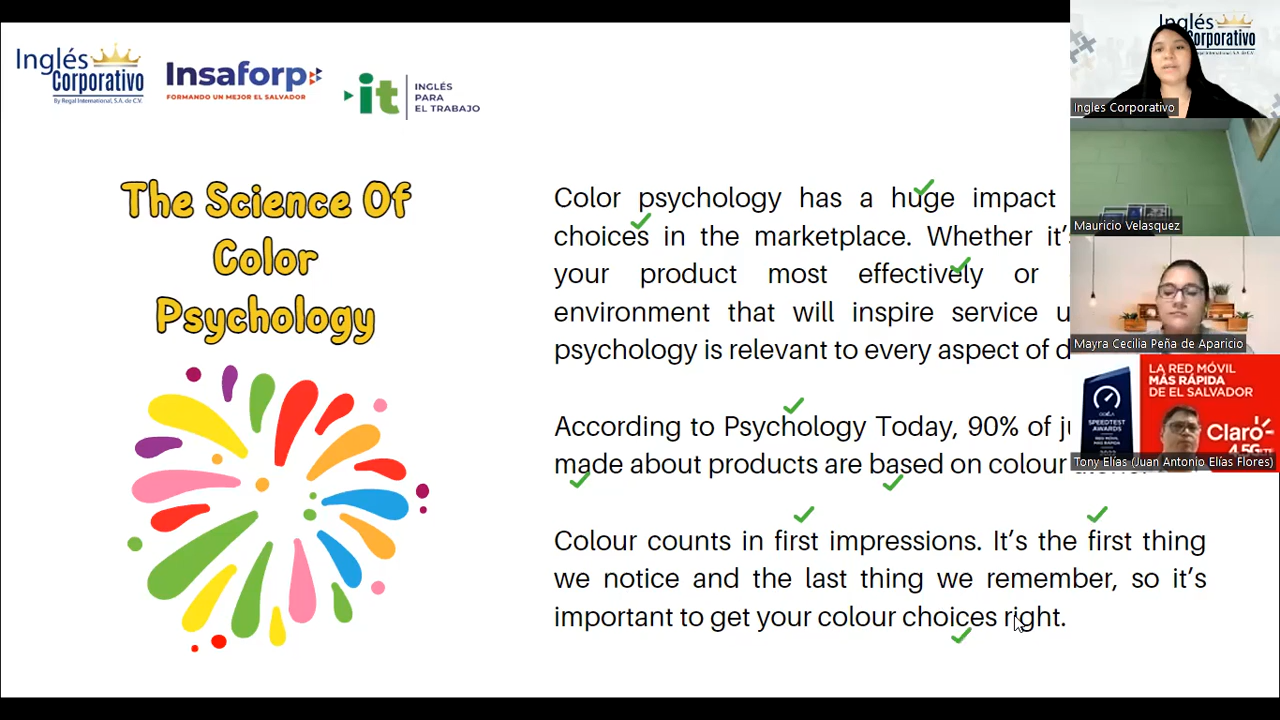 Inglés Corporativo
By Regal International, S.A. de C.V.
Insaforp
FORMANDO UN MEJOR EL SALVADOR
it
INGLÉS
PARA
EL TRABAJO
The Science Of
Color
Psychology
Color psychology has a huge impact
choices in the marketplace. Whether it's
your product most effectively or
environment that will inspire service
psychology is relevant to every aspect of
According to Psychology Today, 90% of
made about products are based on colour
Colour counts in first impressions. It's the first thing
we notice and the last thing we remember, so it's
important to get your colour choices right.
Inglés
Corporativo
Ingles Corporativo
Mauricio Velasquez
Mayra Cecilia Peña de Aparicio
LA RED MÓVIL
MÁS RÁPIDA
DE EL SALVADOR
SPEEDTEST
AWARDS
Claro
4.5G
Tony Elias (Juan Antonio Elías Flores)